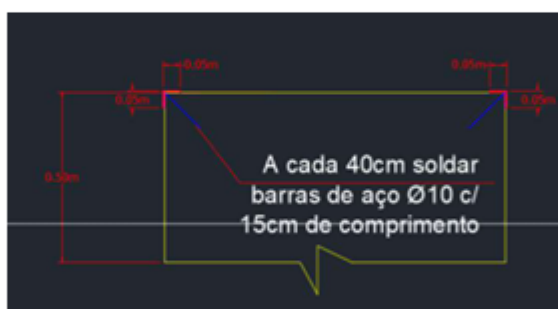 0.05m 0.05m
0.05m 0.05m
0.50m
A cada 40cm soldar
barras de aço Ø10 c/
15cm de comprimento